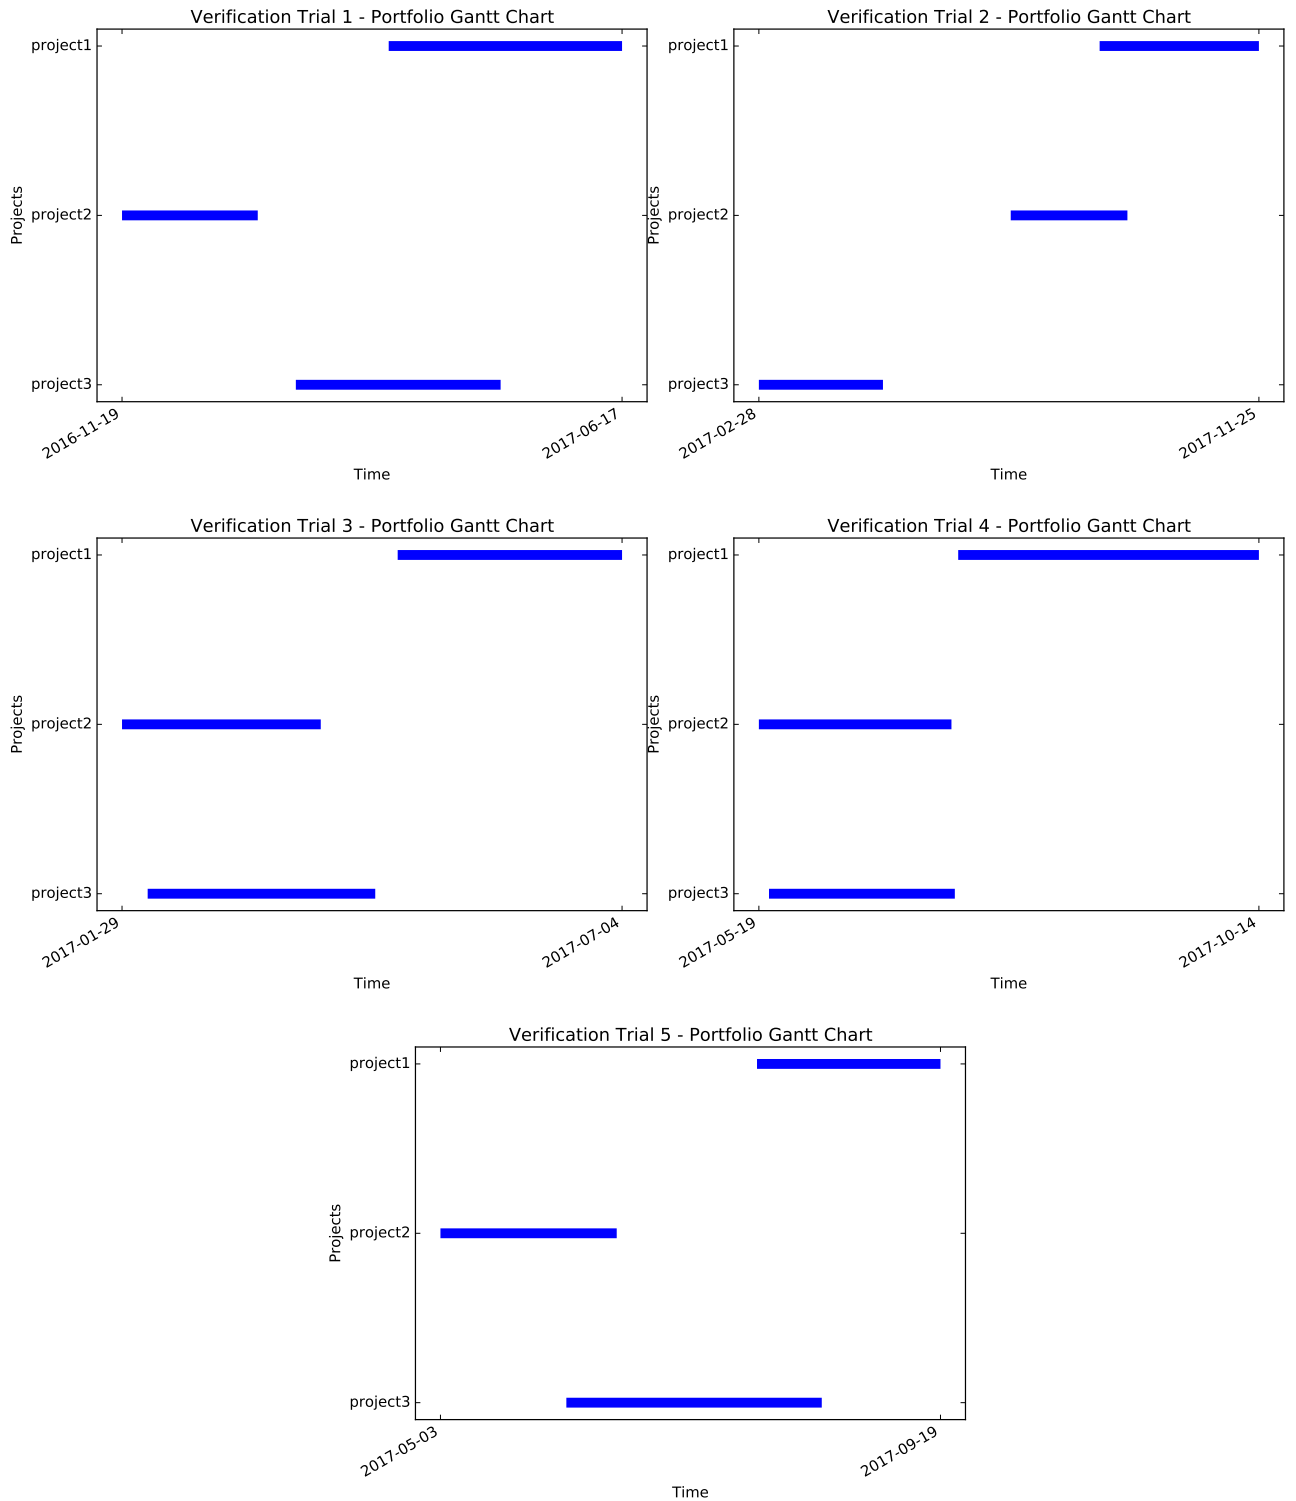 Verification Trial 1 - Portfolio Gantt Chart
project1
project2
project3
Projects
2016-11-19
2017-06-17
Time
Verification Trial 2 - Portfolio Gantt Chart
project1
project2
project3
Projects
2017-02-28
2017-11-25
Time
Verification Trial 3 - Portfolio Gantt Chart
project1
project2
project3
Projects
2017-01-29
2017-07-04
Time
Verification Trial 4 - Portfolio Gantt Chart
project1
project2
project3
Projects
2017-05-19
2017-10-14
Time
Verification Trial 5 - Portfolio Gantt Chart
project1
project2
project3
Projects
2017-05-03
2017-09-19
Time